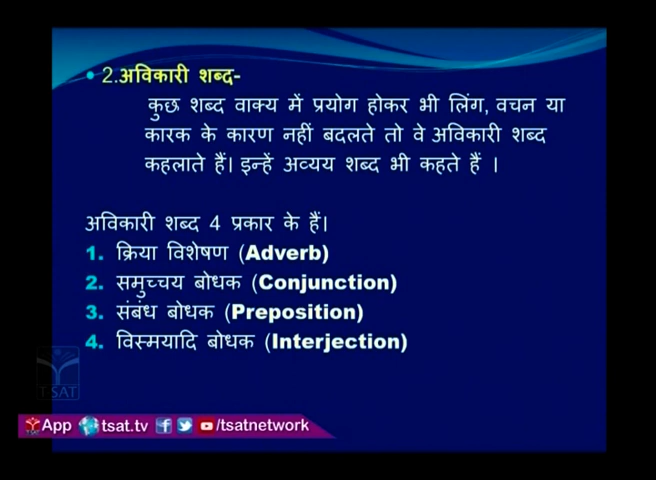 2.अविकारी शब्द-
कुछ शब्द वाक्य में प्रयोग होकर भी लिंग, वचन या
कारक के कारण नहीं बदलते तो वे अविकारी शब्द
कहलाते हैं। इन्हें अव्यय शब्द भी कहते हैं ।
अविकारी शब्द 4 प्रकार के हैं।
1. क्रिया विशेषण (Adverb)
2. समुच्चय बोधक (Conjunction)
3. संबंध बोधक (Preposition)
4. विस्मयादि बोधक (Interjection)
T SAT
App tsat.tv /tsatnetwork